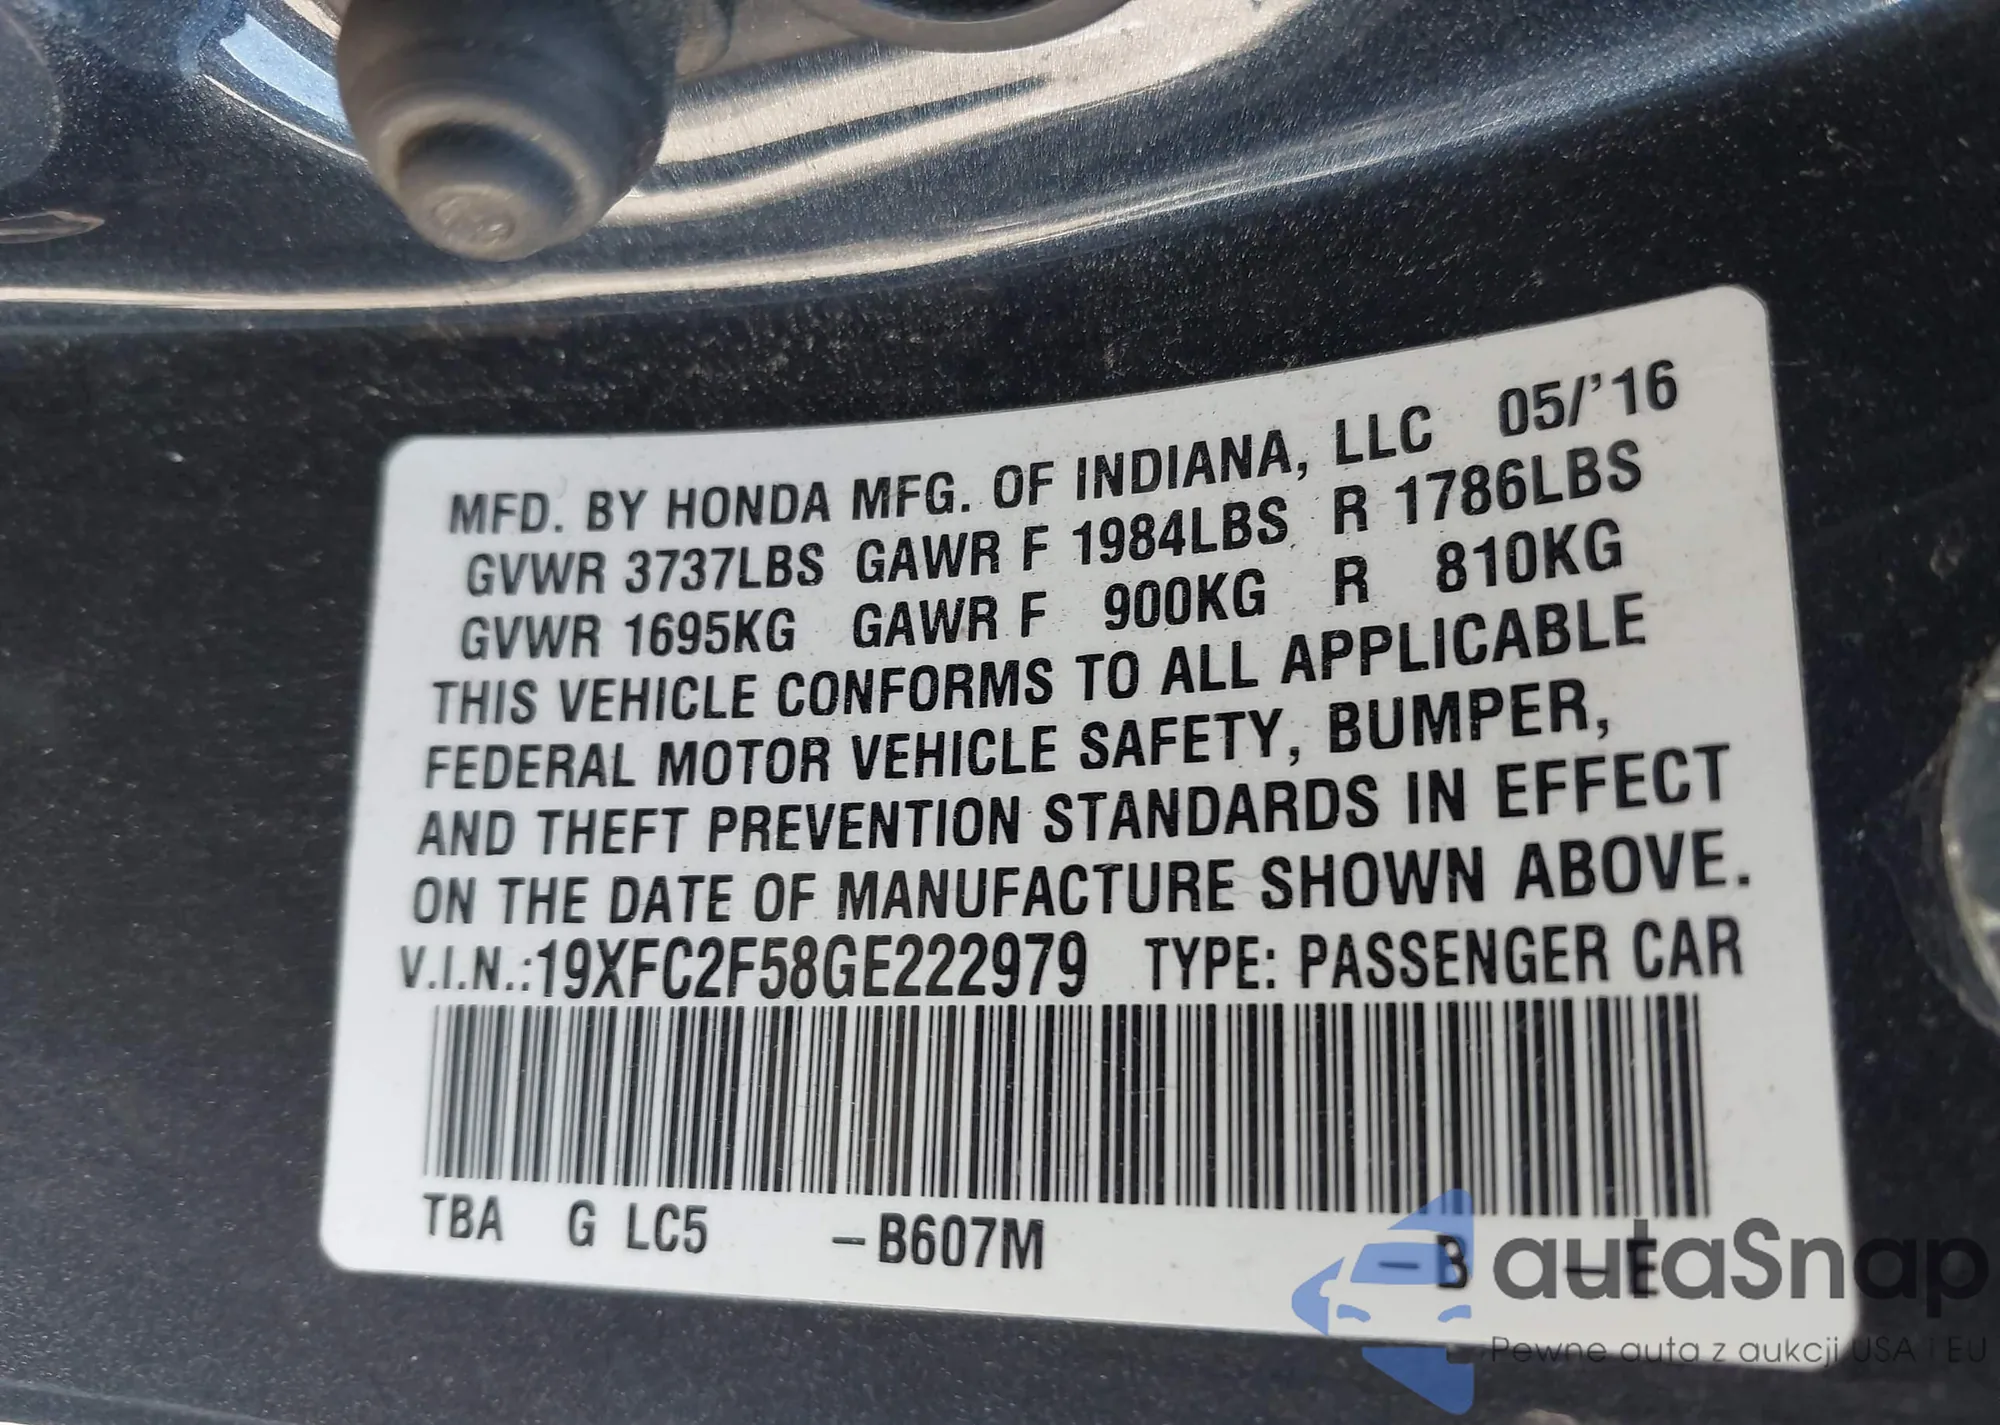 MFD. BY HONDA MFG. OF INDIANA, LLC 05/'16
GVWR 3737LBS GAWR F 1984LBS R 1786LBS
GVWR 1695KG GAWR F 900KG R 810KG
THIS VEHICLE CONFORMS TO ALL APPLICABLE
FEDERAL MOTOR VEHICLE SAFETY, BUMPER,
AND THEFT PREVENTION STANDARDS IN EFFECT
ON THE DATE OF MANUFACTURE SHOWN ABOVE.
V.I.N.:19XFC2F58GE222979 TYPE: PASSENGER CAR
TBA G LC5 –B607M –B –E
autaSnap
Pewne auta z aukcji USA i EU